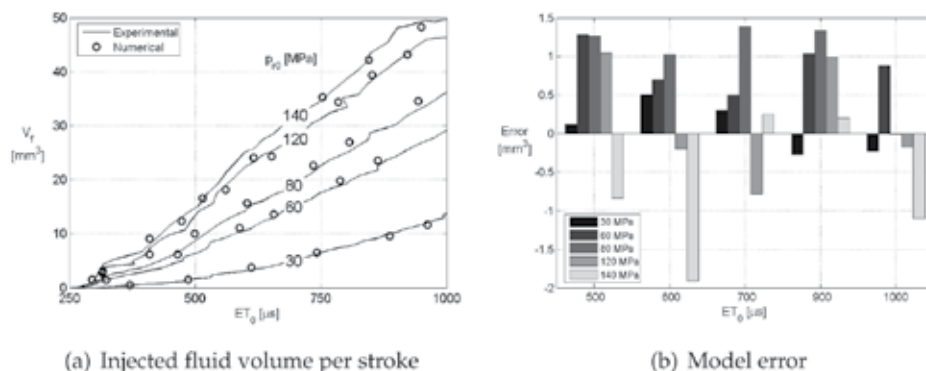 50
40
30
20
10
0
V_f
[mm³]
Experimental
Numerical
p_r0 [MPa]
140
120
80
60
30
250
500
750
1000
ET_0 [µs]
(a) Injected fluid volume per stroke
1.5
1
0.5
0
-0.5
-1
-1.5
-2
Error
[mm³]
30 MPa
60 MPa
80 MPa
120 MPa
140 MPa
500
600
700
900
1000
ET_0 [µs]
(b) Model error